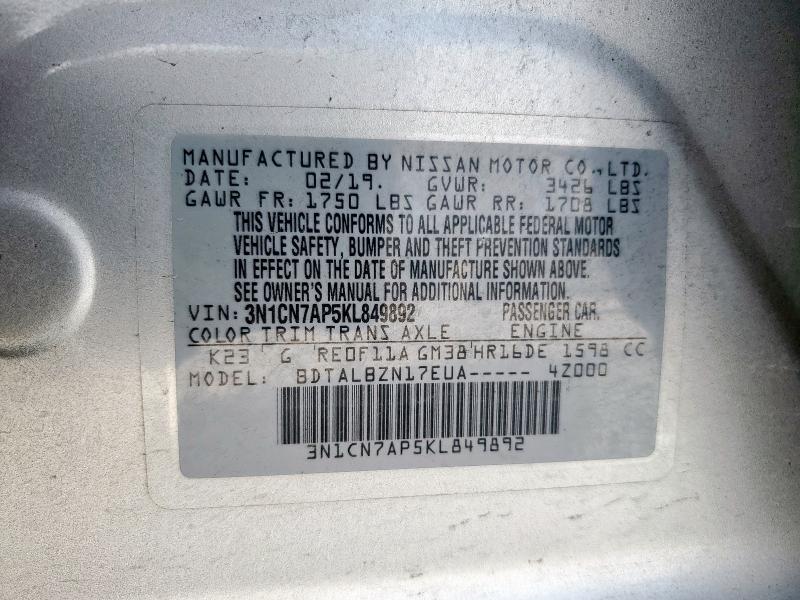 MANUFACTURED BY NISSAN MOTOR CO., LTD.
DATE: 02/19. GVWR: 3426 LBS
GAWR FR: 1750 LBS GAWR RR: 1708 LBS
THIS VEHICLE CONFORMS TO ALL APPLICABLE FEDERAL MOTOR
VEHICLE SAFETY, BUMPER AND THEFT PREVENTION STANDARDS
IN EFFECT ON THE DATE OF MANUFACTURE SHOWN ABOVE.
SEE OWNER'S MANUAL FOR ADDITIONAL INFORMATION.
VIN: 3N1CN7AP5KL849892 PASSENGER CAR.
COLOR TRIM TRANS AXLE ENGINE
K23 G RE0F11A GM38 HR16DE 1598 CC
MODEL: BDTALBZN17EUA----- 4Z000
3N1CN7AP5KL849892